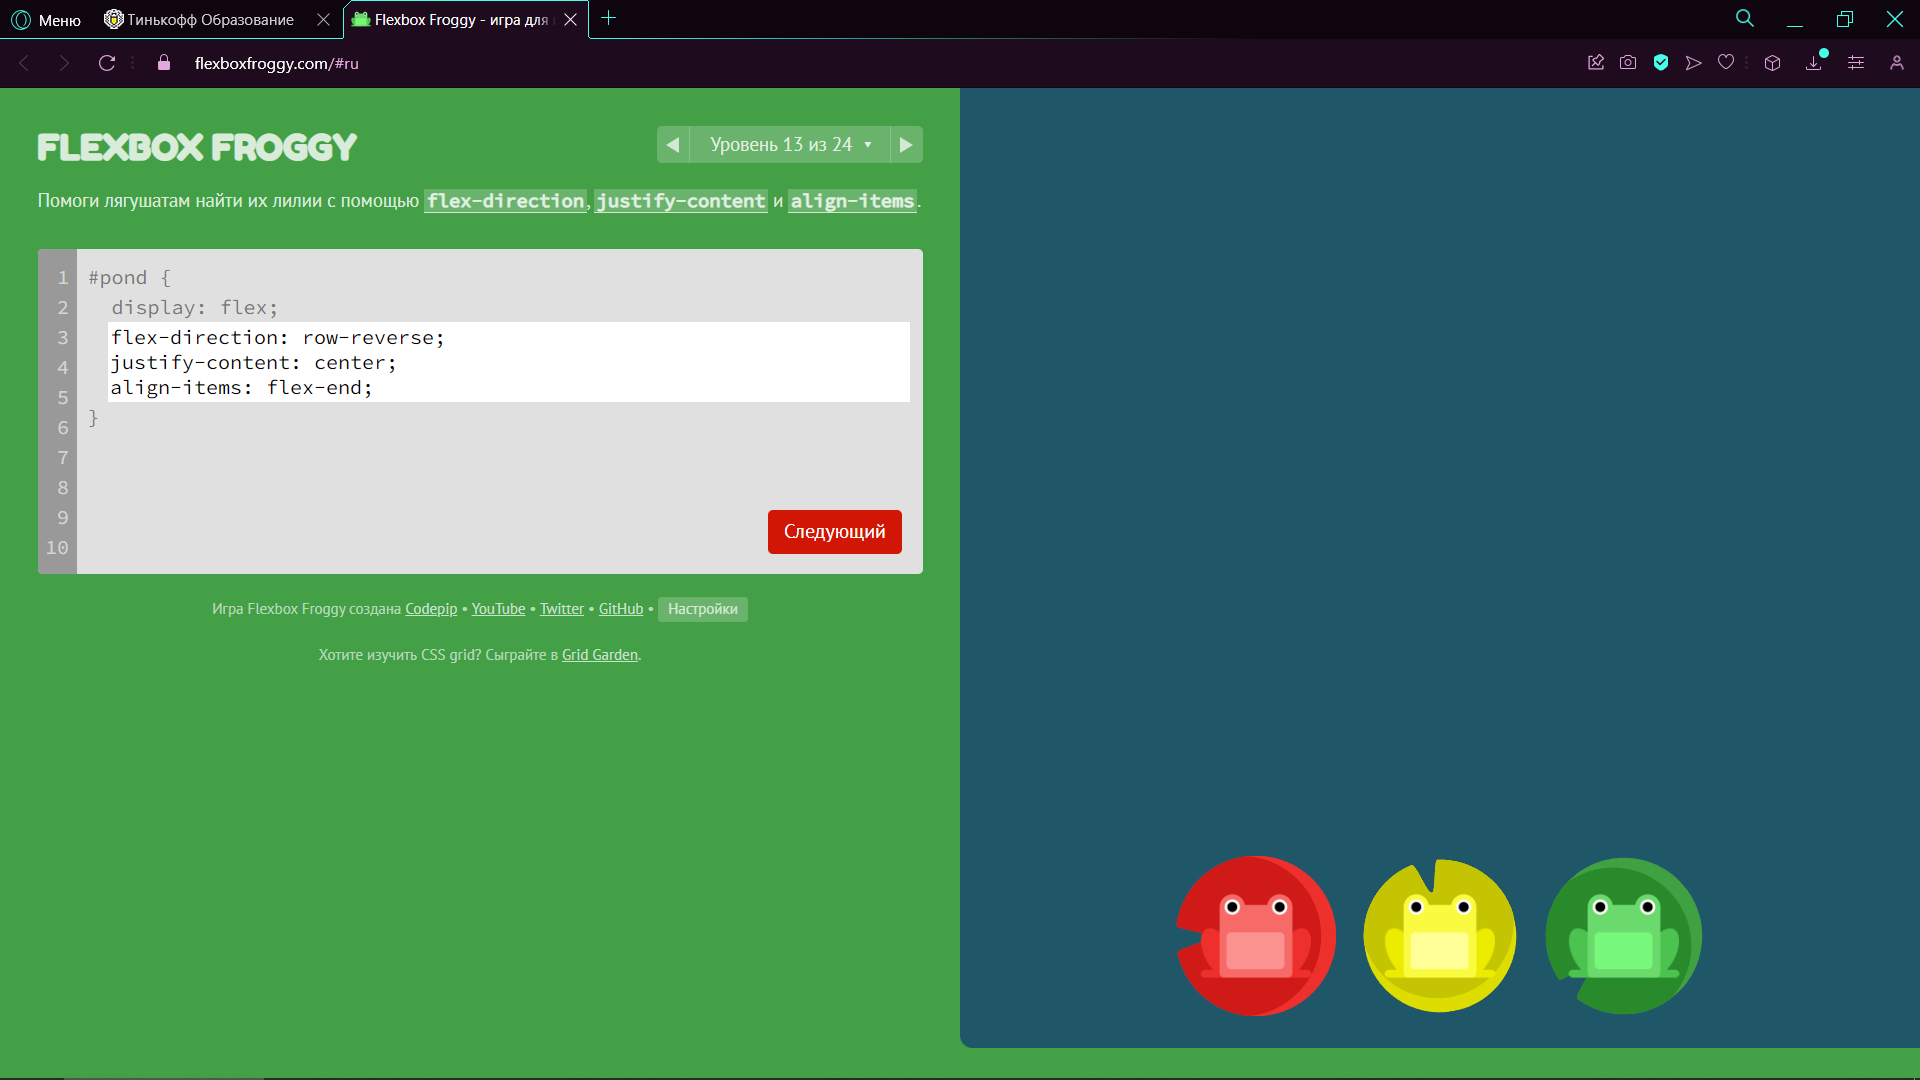 Меню
Тинькофф Образование
Flexbox Froggy - игра для
flexboxfroggy.com/#ru
FLEXBOX FROGGY
Уровень 13 из 24
Помоги лягушатам найти их лилии с помощью flex-direction, justify-content и align-items.
1 #pond {
2 display: flex;
3 flex-direction: row-reverse;
4 justify-content: center;
5 align-items: flex-end;
6 }
7
8
9
10
Следующий
Игра Flexbox Froggy создана Codepip • YouTube • Twitter • GitHub • Настройки
Хотите изучить CSS grid? Сыграйте в Grid Garden.